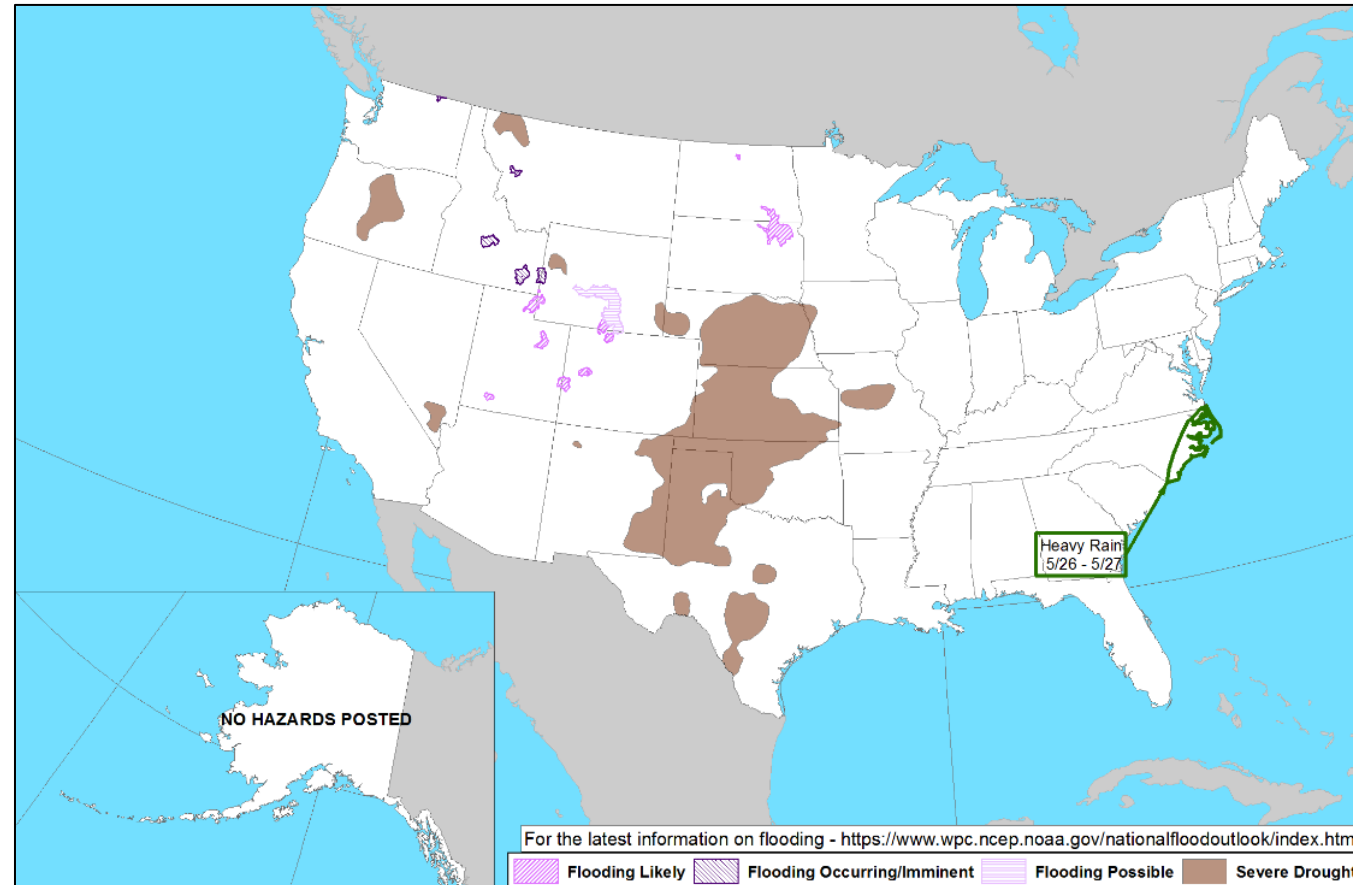 Heavy Rain
5/26 - 5/27
NO HAZARDS POSTED
For the latest information on flooding - https://www.wpc.ncep.noaa.gov/nationalfloodoutlook/index.htm
Flooding Likely Flooding Occurring/Imminent Flooding Possible Severe Drought